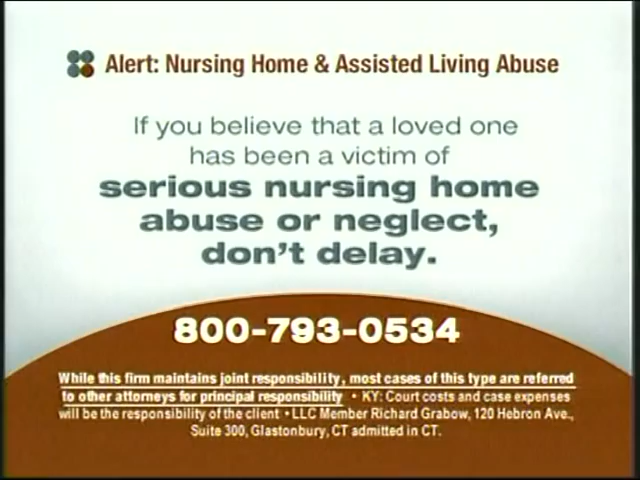 Alert: Nursing Home & Assisted Living Abuse
If you believe that a loved one
has been a victim of
serious nursing home
abuse or neglect,
don't delay.
800-793-0534
While this firm maintains joint responsibility, most cases of this type are referred
to other attorneys for principal responsibility • KY: Court costs and case expenses
will be the responsibility of the client • LLC Member Richard Grabow, 120 Hebron Ave.,
Suite 300, Glastonbury, CT admitted in CT.